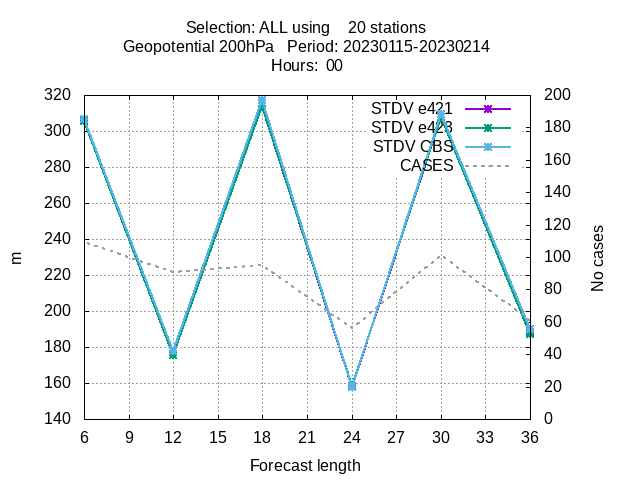 Selection: ALL using 20 stations
Geopotential 200hPa Period: 20230115-20230214
Hours: 00
320
300
280
260
240
220
200
180
160
140
m
200
180
160
140
120
100
80
60
40
20
0
No cases
STDV e421
STDV e423
STDV OBS
CASES
6 9 12 15 18 21 24 27 30 33 36
Forecast length